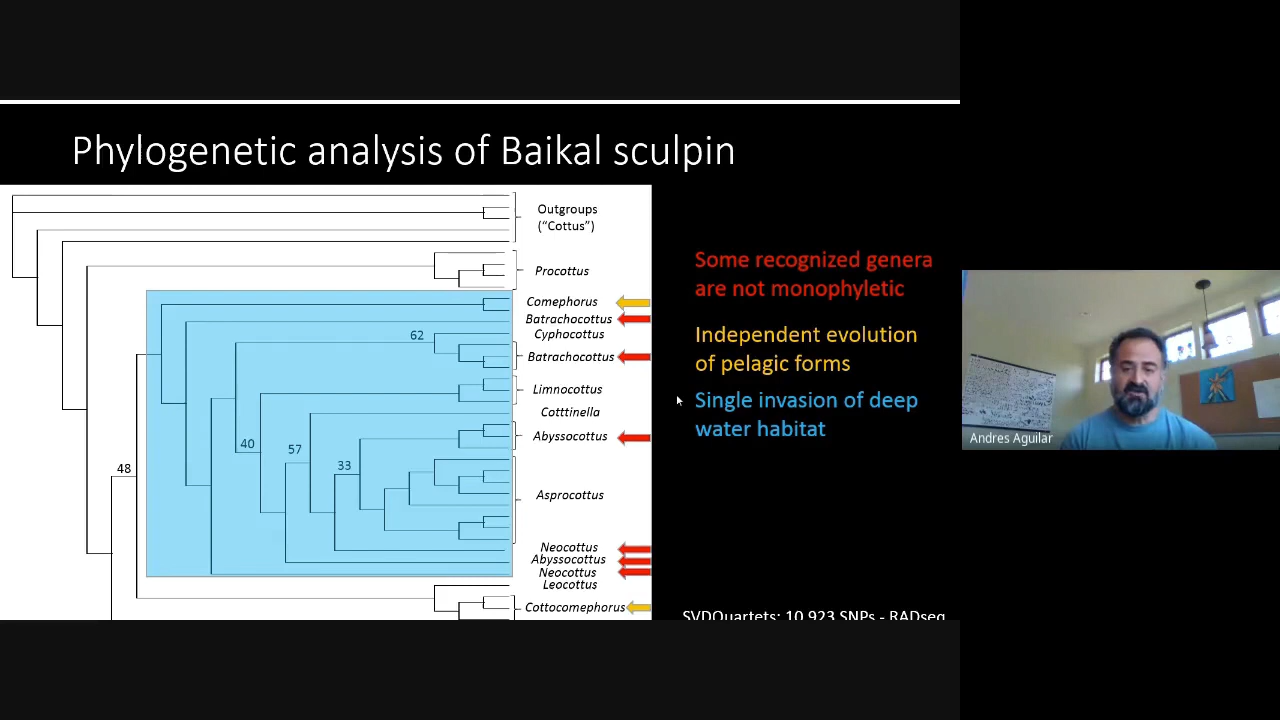 Phylogenetic analysis of Baikal sculpin
Outgroups
("Cottus")
Procottus
Comephorus
Batrachocottus
Cyphocottus
62
Batrachocottus
Limnocottus
Cotttinella
Abyssocottus
40
57
33
48
Asprocottus
Neocottus
Abyssocottus
Neocottus
Leocottus
Cottocomephorus
Some recognized genera
are not monophyletic
Independent evolution
of pelagic forms
Single invasion of deep
water habitat
SVDQuartets: 10,923 SNPs - RADseq
Andres Aguilar